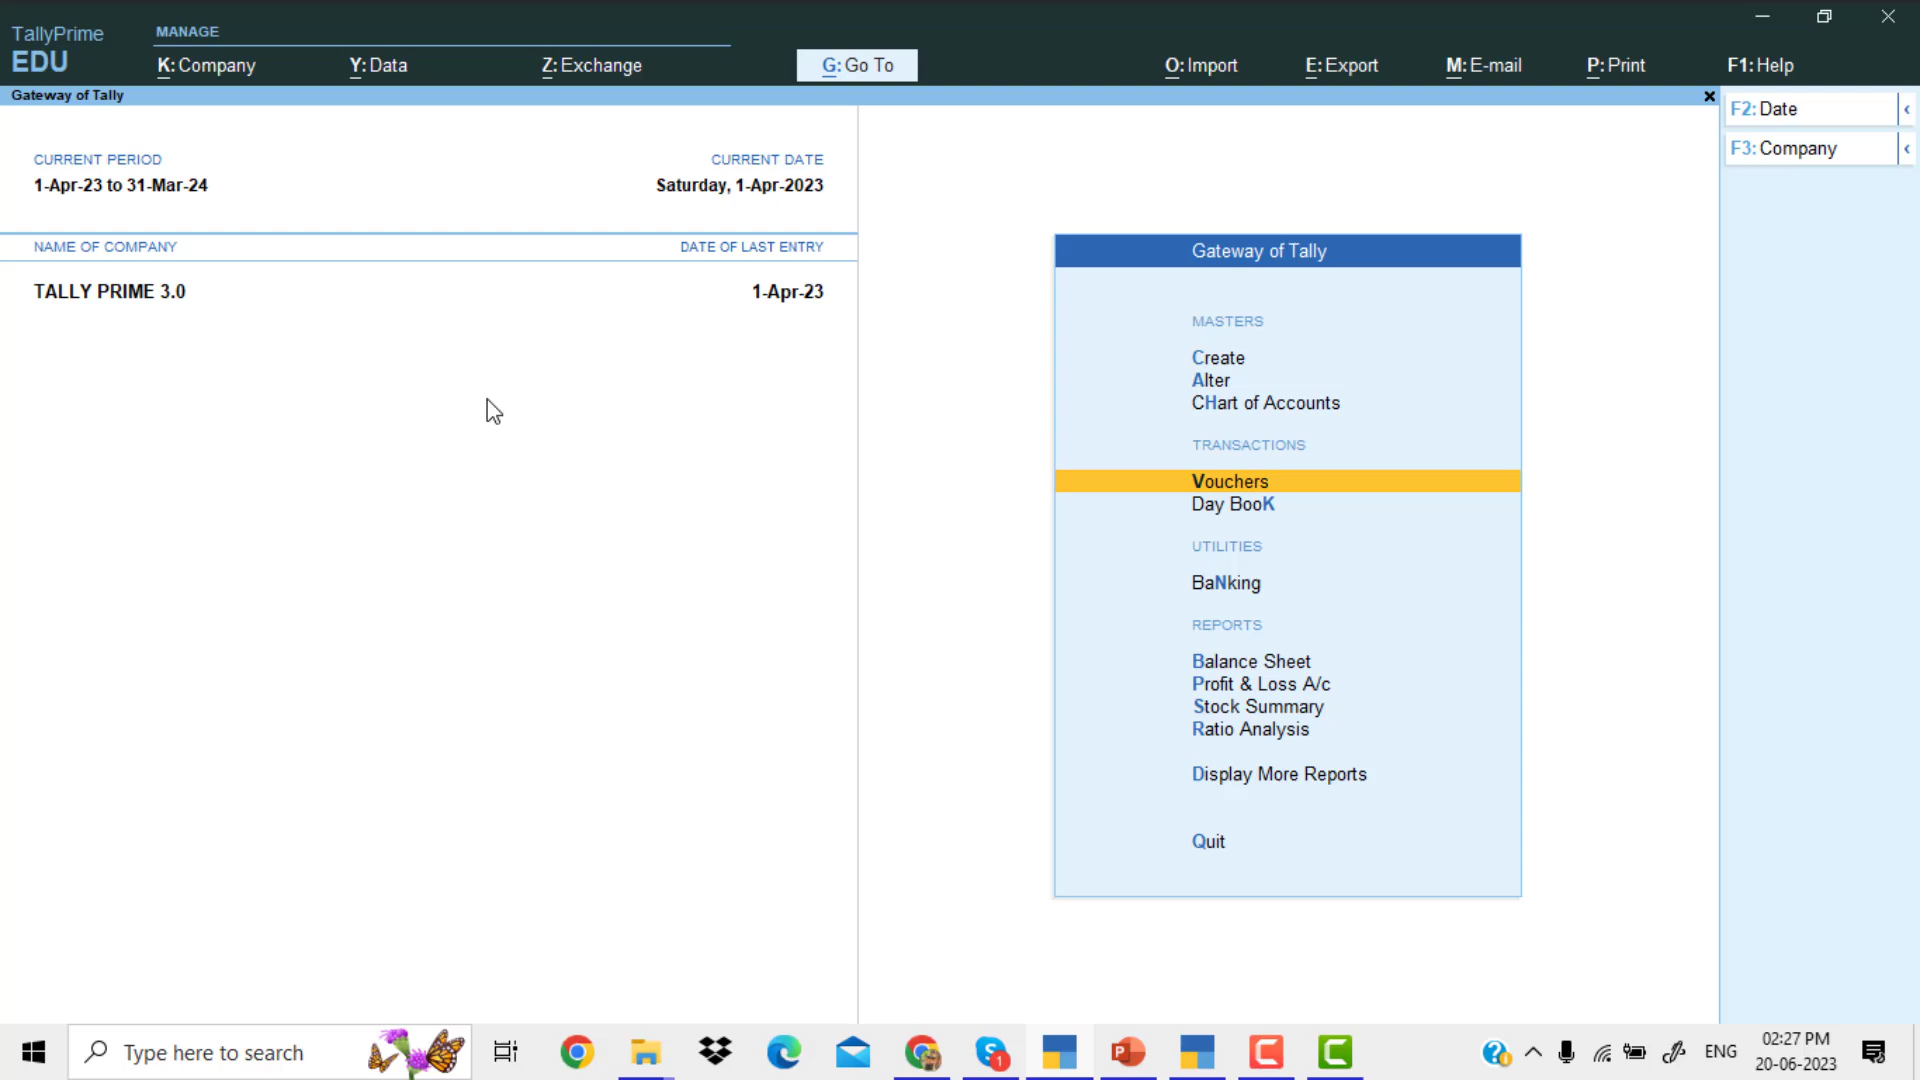 TallyPrime
EDU
MANAGE
K: Company
Y: Data
Z: Exchange
G: Go To
O: Import
E: Export
M: E-mail
P: Print
F1: Help
Gateway of Tally
F2: Date
F3: Company
CURRENT PERIOD
CURRENT DATE
1-Apr-23 to 31-Mar-24
Saturday, 1-Apr-2023
NAME OF COMPANY
DATE OF LAST ENTRY
TALLY PRIME 3.0
1-Apr-23
Gateway of Tally
MASTERS
Create
Alter
CHart of Accounts
TRANSACTIONS
Vouchers
Day BooK
UTILITIES
BaNking
REPORTS
Balance Sheet
Profit & Loss A/c
Stock Summary
Ratio Analysis
Display More Reports
Quit
Type here to search
1
ENG
02:27 PM
20-06-2023